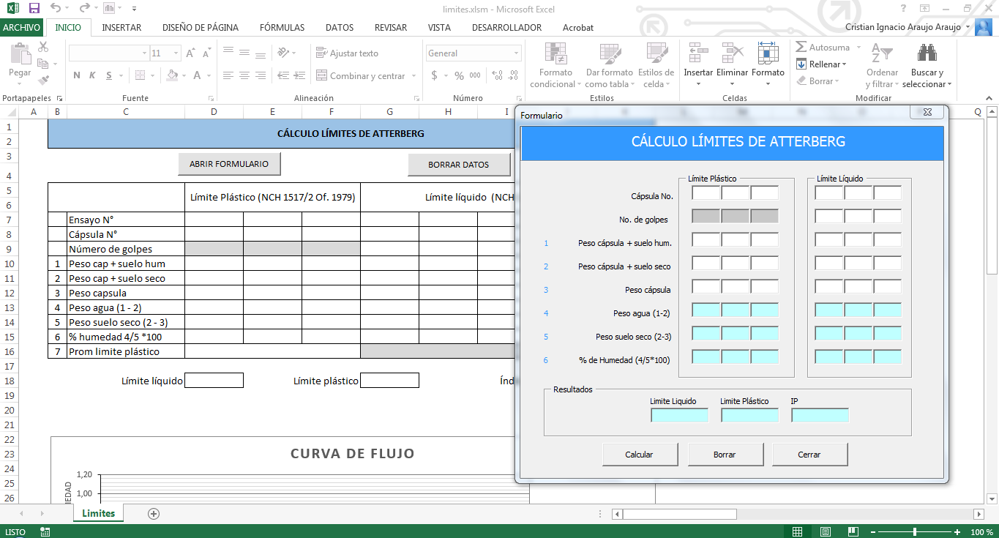 limites.xlsm - Microsoft Excel
?
ARCHIVO INICIO INSERTAR DISEÑO DE PÁGINA FÓRMULAS DATOS REVISAR VISTA DESARROLLADOR Acrobat Cristian Ignacio Araujo Araujo
Pegar
Portapapeles
11
A A
N K S
A
Fuente
Ajustar texto
Combinar y centrar
Alineación
General
$ % 000
Número
Formato condicional
Dar formato como tabla
Estilos de celda
Estilos
Insertar Eliminar Formato
Celdas
Autosuma
Rellenar
Borrar
Ordenar y filtrar
Buscar y seleccionar
Modificar
A B C D E F G H I Q
1 CÁLCULO LÍMITES DE ATTERBERG
2
3
4 ABRIR FORMULARIO BORRAR DATOS
5 Límite Plástico (NCH 1517/2 Of. 1979) Límite líquido (NCH
6
7 Ensayo N°
8 Cápsula N°
9 Número de golpes
10 1 Peso cap + suelo hum
11 2 Peso cap + suelo seco
12 3 Peso capsula
13 4 Peso agua (1 - 2)
14 5 Peso suelo seco (2 - 3)
15 6 % humedad 4/5 *100
16 7 Prom limite plástico
17
18 Límite líquido Límite plástico Índ
19
20
21
22
23 CURVA DE FLUJO
24 1,20
25 1,00
26
Formulario
CÁLCULO LÍMITES DE ATTERBERG
Límite Plástico Límite Líquido
Cápsula No.
No. de golpes
1 Peso cápsula + suelo hum.
2 Peso cápsula + suelo seco
3 Peso cápsula
4 Peso agua (1-2)
5 Peso suelo seco (2-3)
6 % de Humedad (4/5*100)
Resultados
Limite Liquido Limite Plástico IP
Calcular Borrar Cerrar
Limites
LISTO 100 %